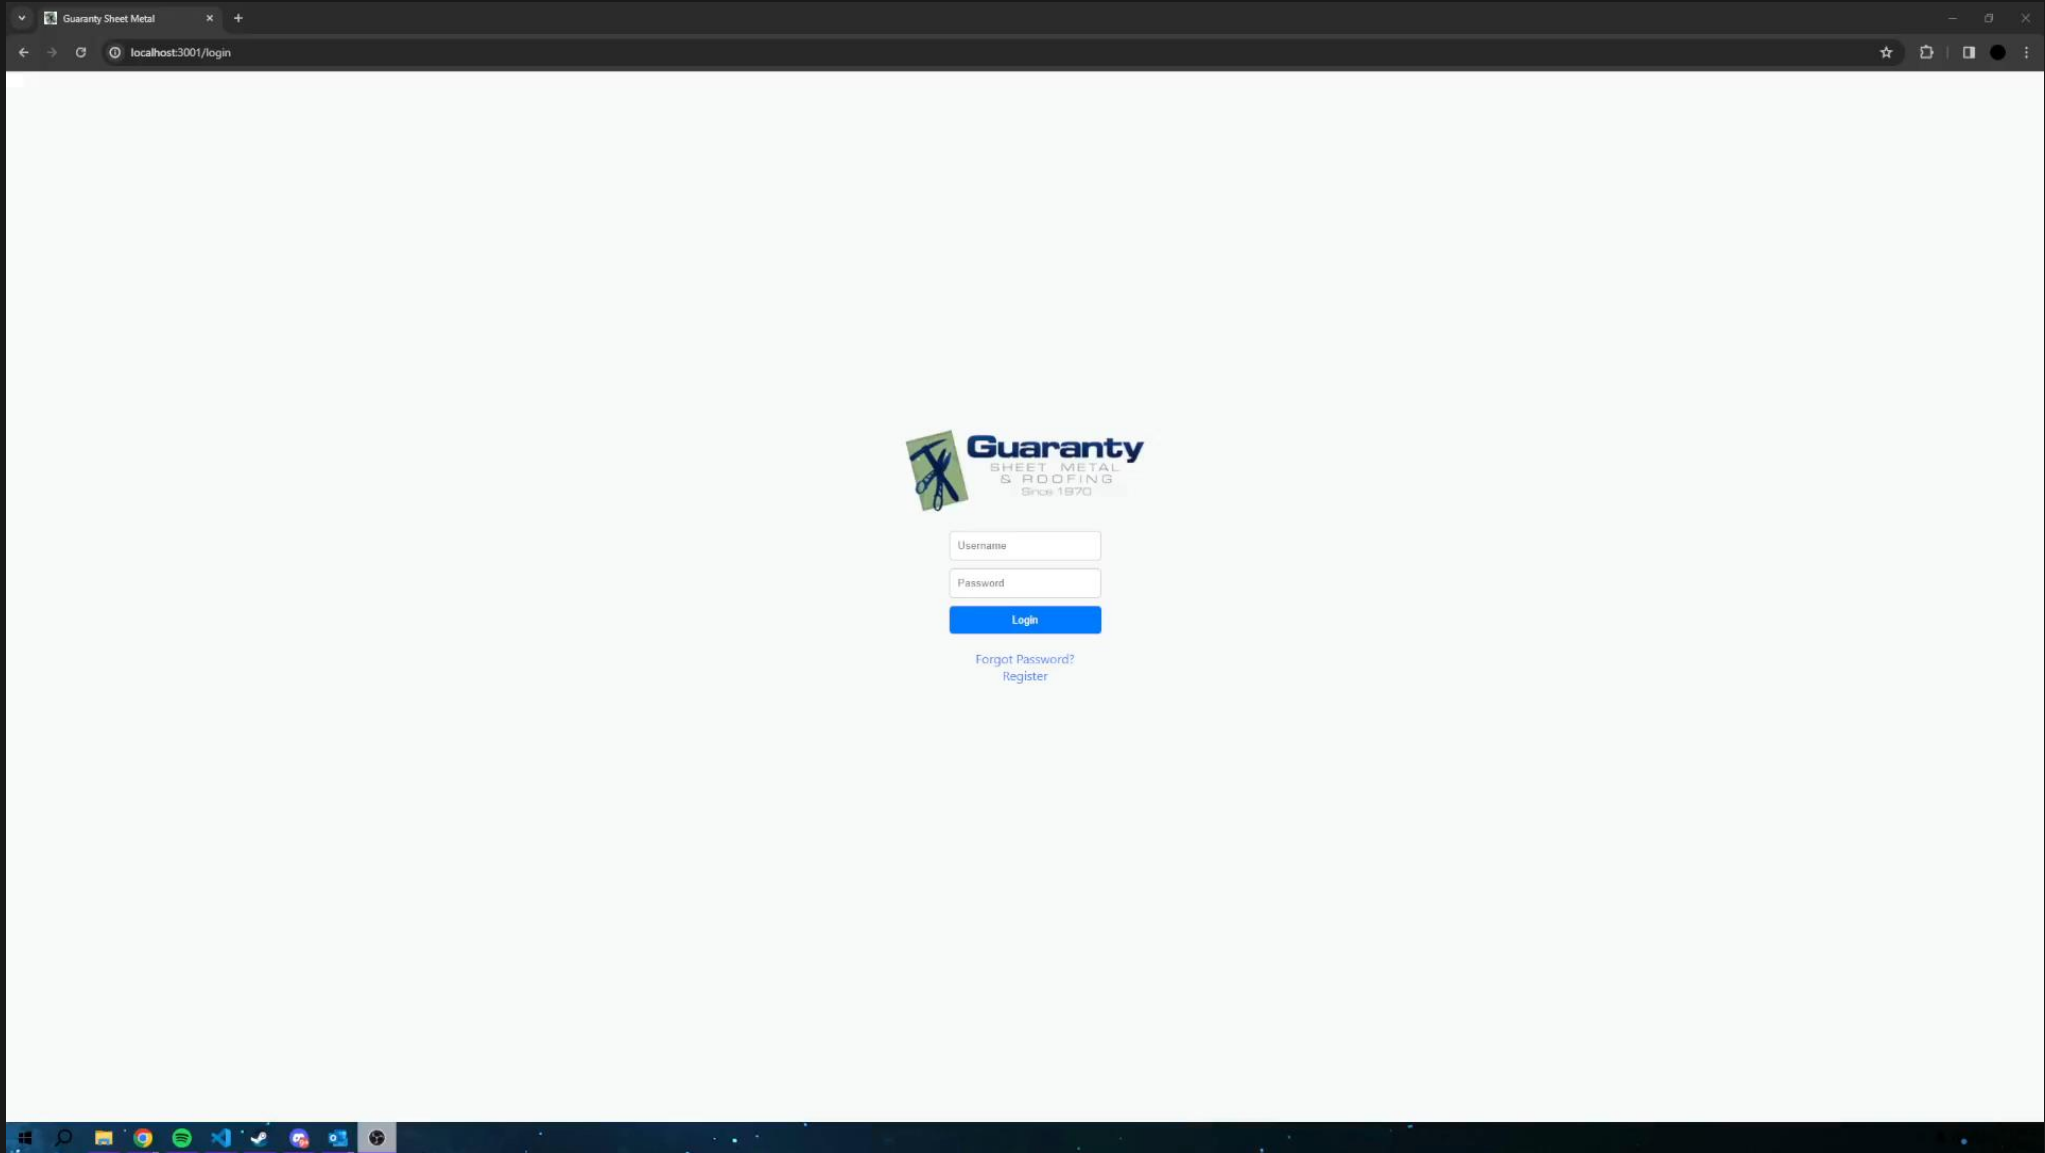 Guaranty Sheet Metal
localhost:3001/login
Guaranty
SHEET METAL
& ROOFING
Since 1970
Username
Password
Login
Forgot Password?
Register